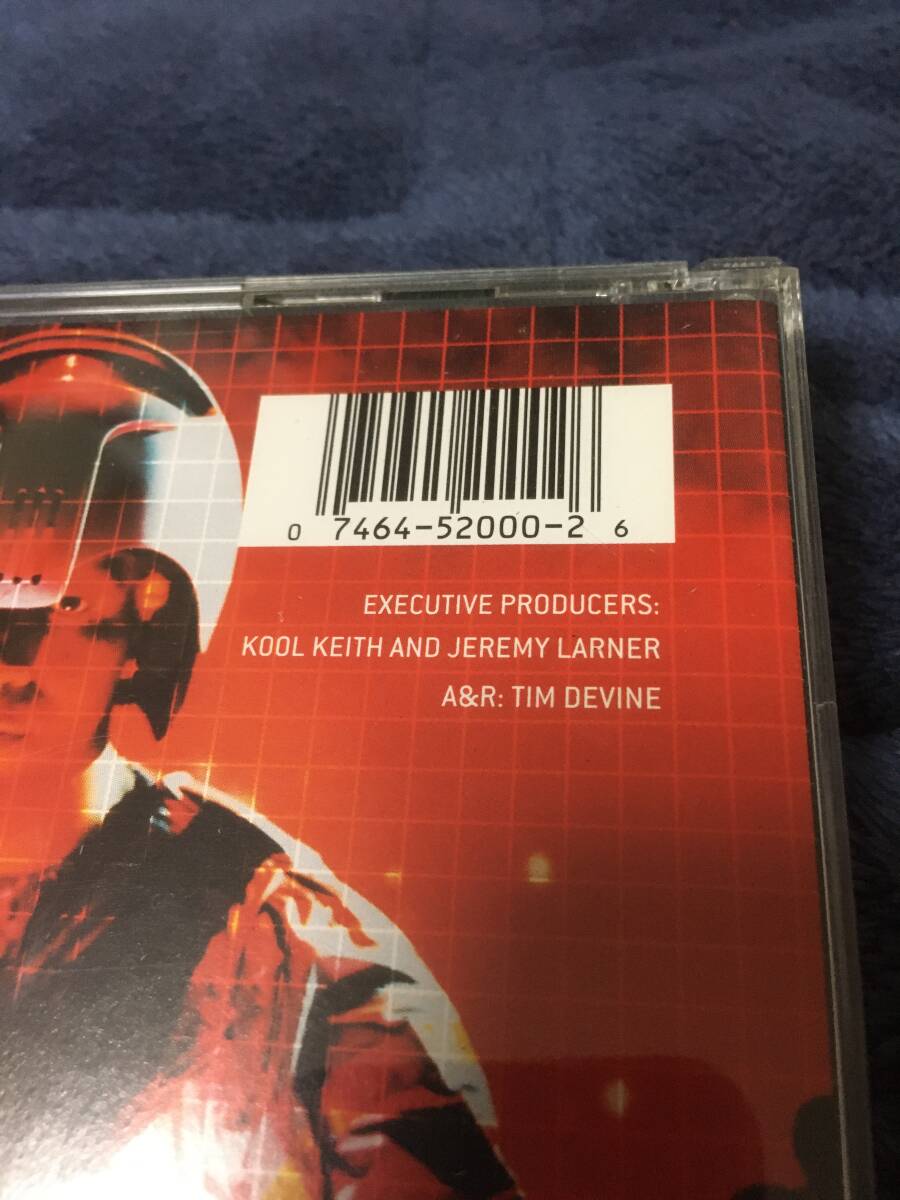 0 7464-52000-2 6
EXECUTIVE PRODUCERS:
KOOL KEITH AND JEREMY LARNER
A&R: TIM DEVINE